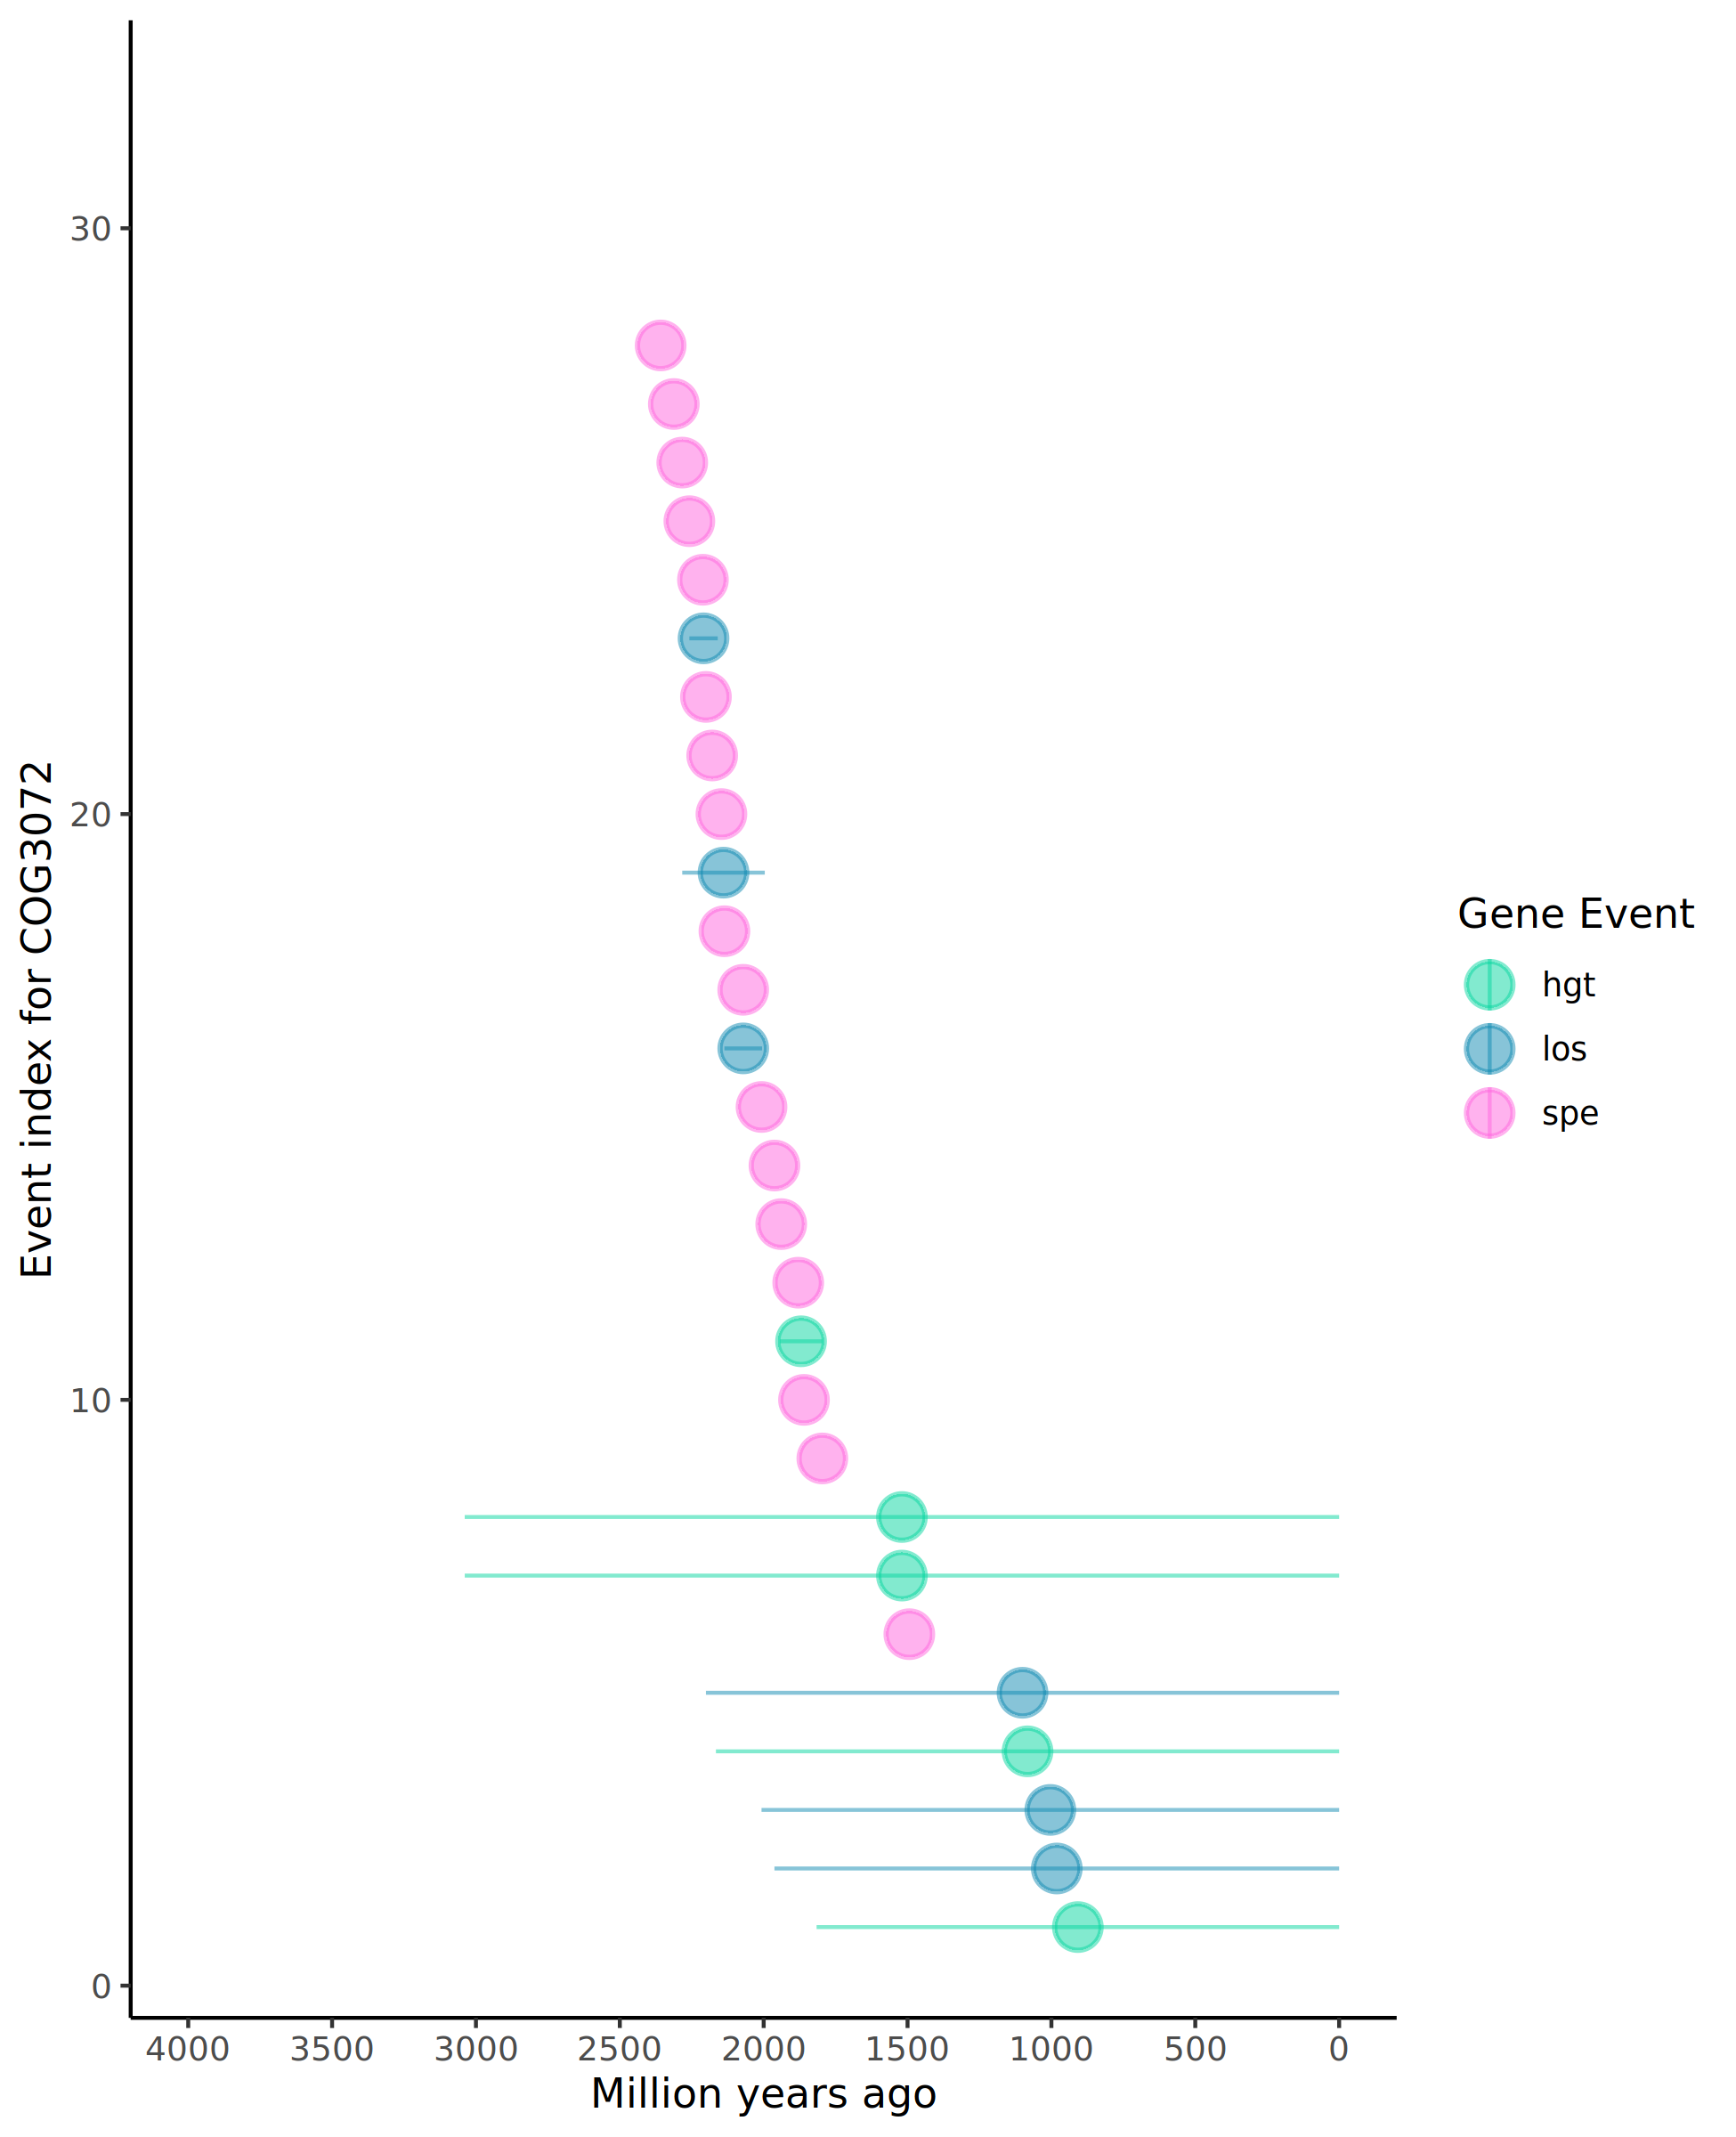 30
20
10
0
Event index for COG3072
4000 3500 3000 2500 2000 1500 1000 500 0
Million years ago
Gene Event
hgt
los
spe